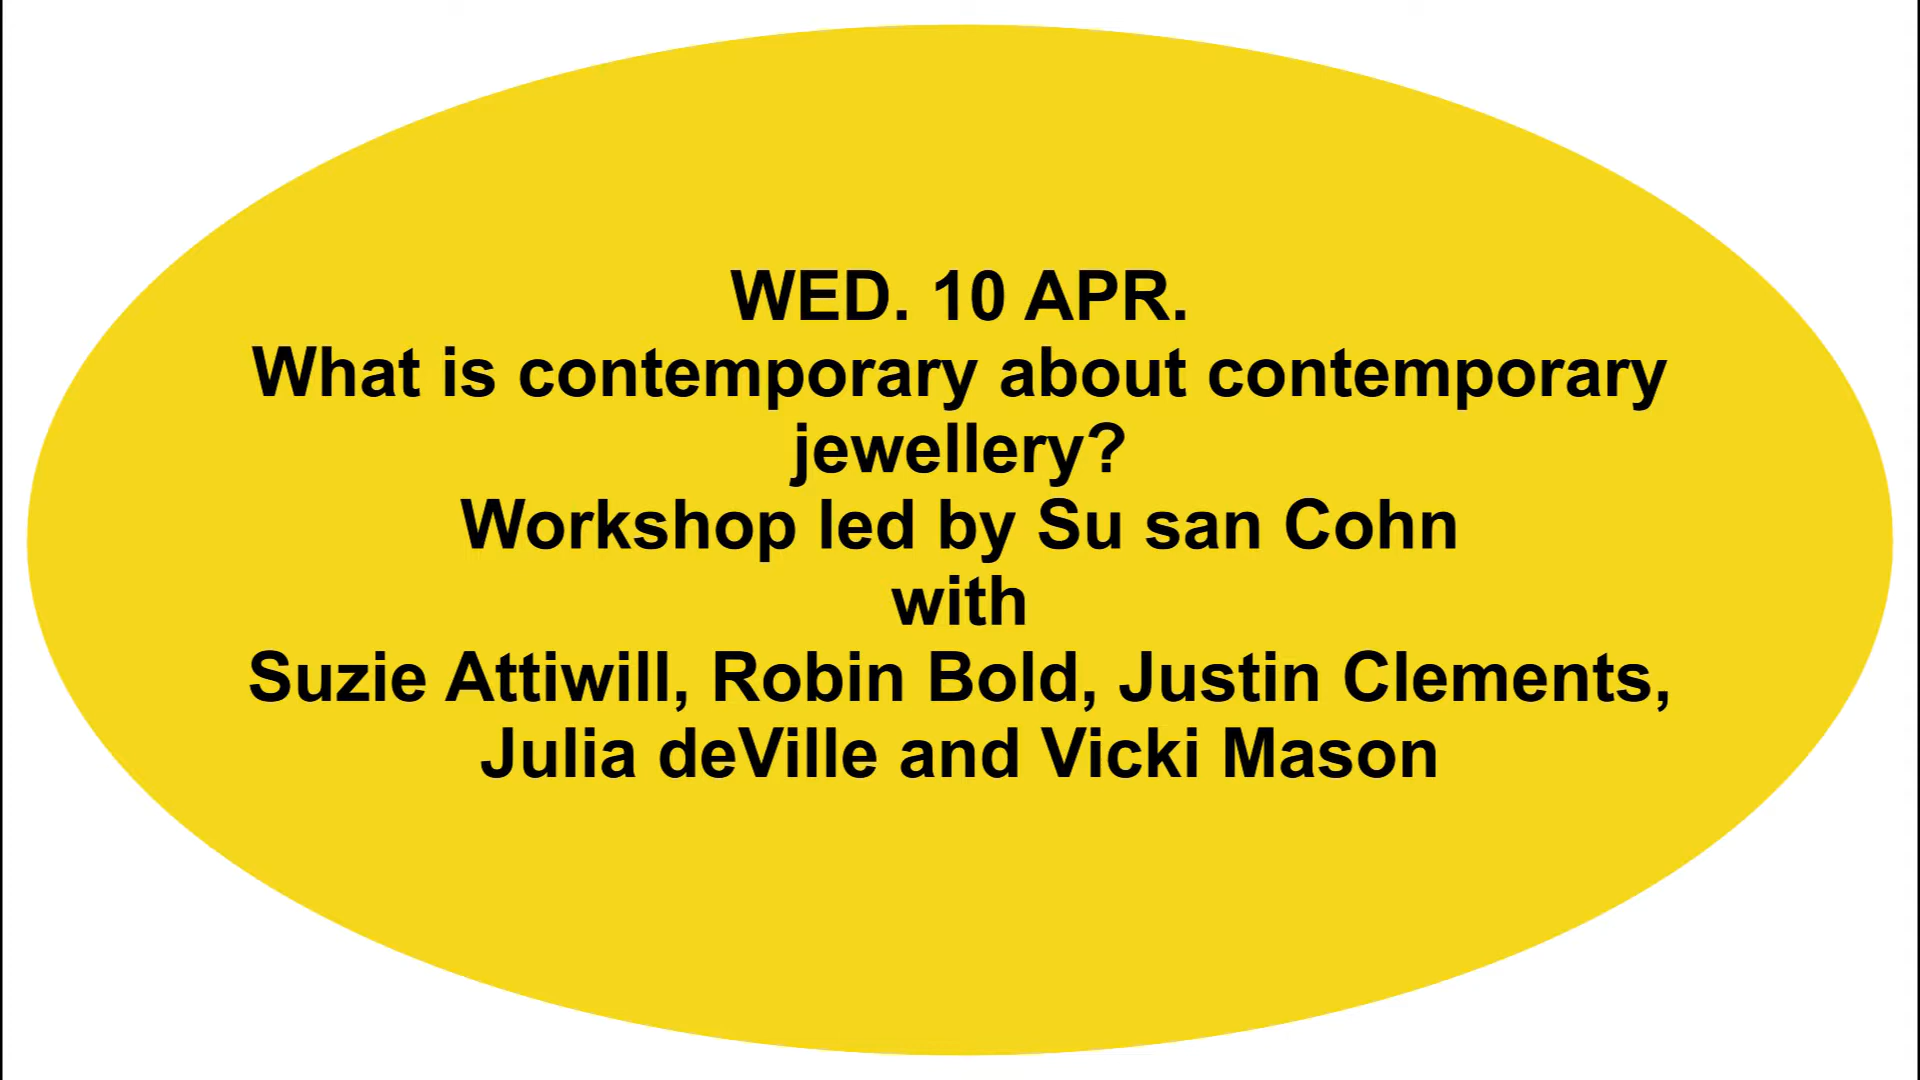 WED. 10 APR.
What is contemporary about contemporary
jewellery?
Workshop led by Su san Cohn
with
Suzie Attiwill, Robin Bold, Justin Clements,
Julia deVille and Vicki Mason